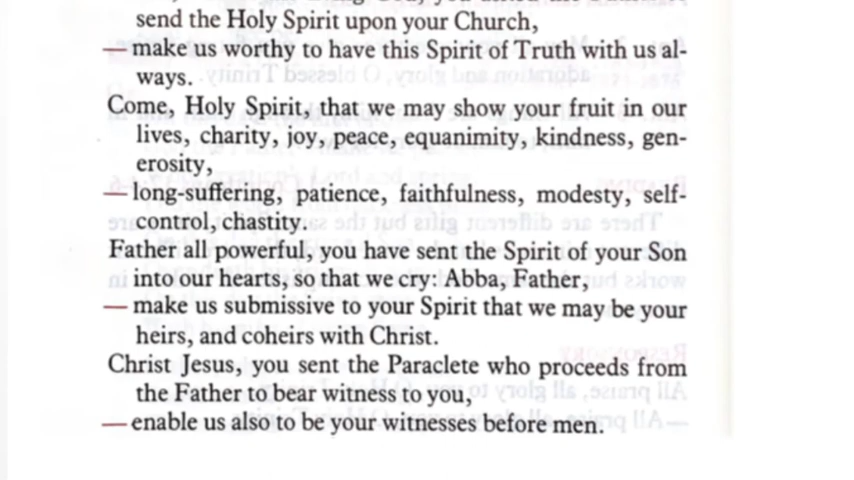 send the Holy Spirit upon your Church,
— make us worthy to have this Spirit of Truth with us al-
ways.
Come, Holy Spirit, that we may show your fruit in our
lives, charity, joy, peace, equanimity, kindness, gen-
erosity,
— long-suffering, patience, faithfulness, modesty, self-
control, chastity.
Father all powerful, you have sent the Spirit of your Son
into our hearts, so that we cry: Abba, Father,
— make us submissive to your Spirit that we may be your
heirs, and coheirs with Christ.
Christ Jesus, you sent the Paraclete who proceeds from
the Father to bear witness to you,
— enable us also to be your witnesses before men.